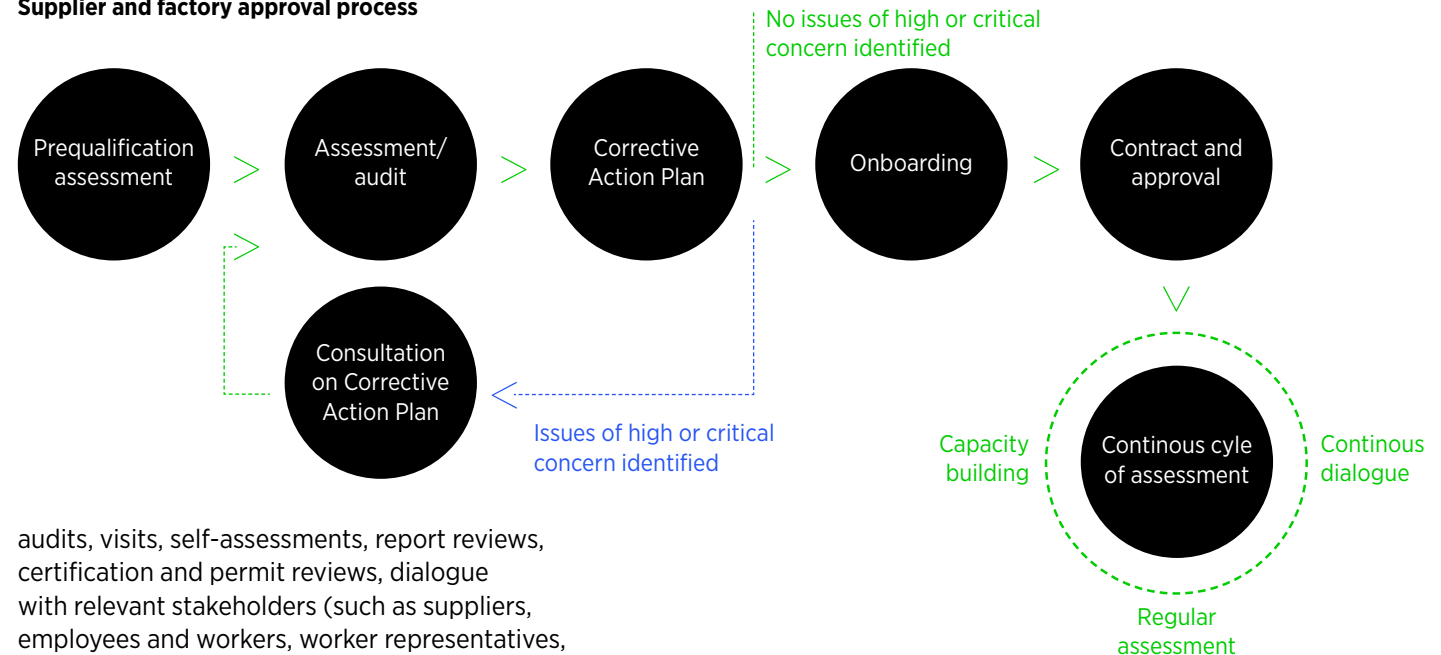 Supplier and factory approval process
No issues of high or critical
concern identified
Prequalification
assessment
Assessment/
audit
Corrective
Action Plan
Onboarding
Contract and
approval
Consultation
on Corrective
Action Plan
Issues of high or critical
concern identified
Capacity
building
Continous cyle
of assessment
Continous
dialogue
Regular
assessment
audits, visits, self-assessments, report reviews,
certification and permit reviews, dialogue
with relevant stakeholders (such as suppliers,
employees and workers, worker representatives,